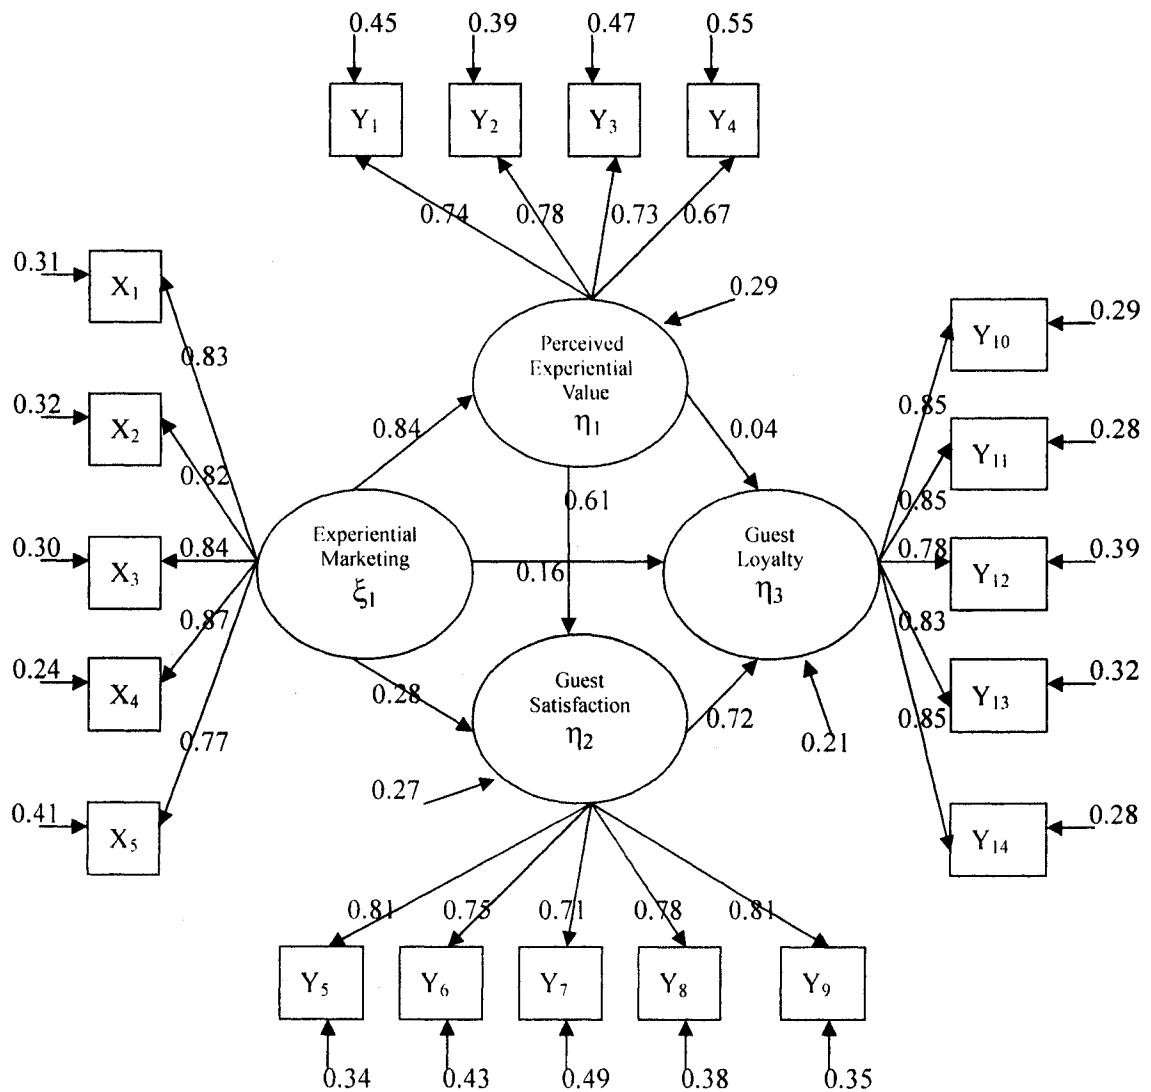 0.45 0.39 0.47 0.55
Y1 Y2 Y3 Y4
0.74 0.78 0.73 0.67
0.31
X1
0.29
0.29
Y10
Perceived
Experiential
Value
η1
0.83
0.32
X2
0.84
0.04
0.85
0.28
Y11
0.82
0.61
0.85
Experiential
Marketing
ξ1
Guest
Loyalty
η3
0.30
X3
0.84
0.16
0.78
Y12
0.39
0.87
0.83
0.24
X4
0.28
Guest
Satisfaction
η2
0.72
0.85
Y13
0.32
0.77
0.21
0.27
0.41
X5
Y14
0.28
0.81 0.75 0.71 0.78 0.81
Y5 Y6 Y7 Y8 Y9
0.34 0.43 0.49 0.38 0.35